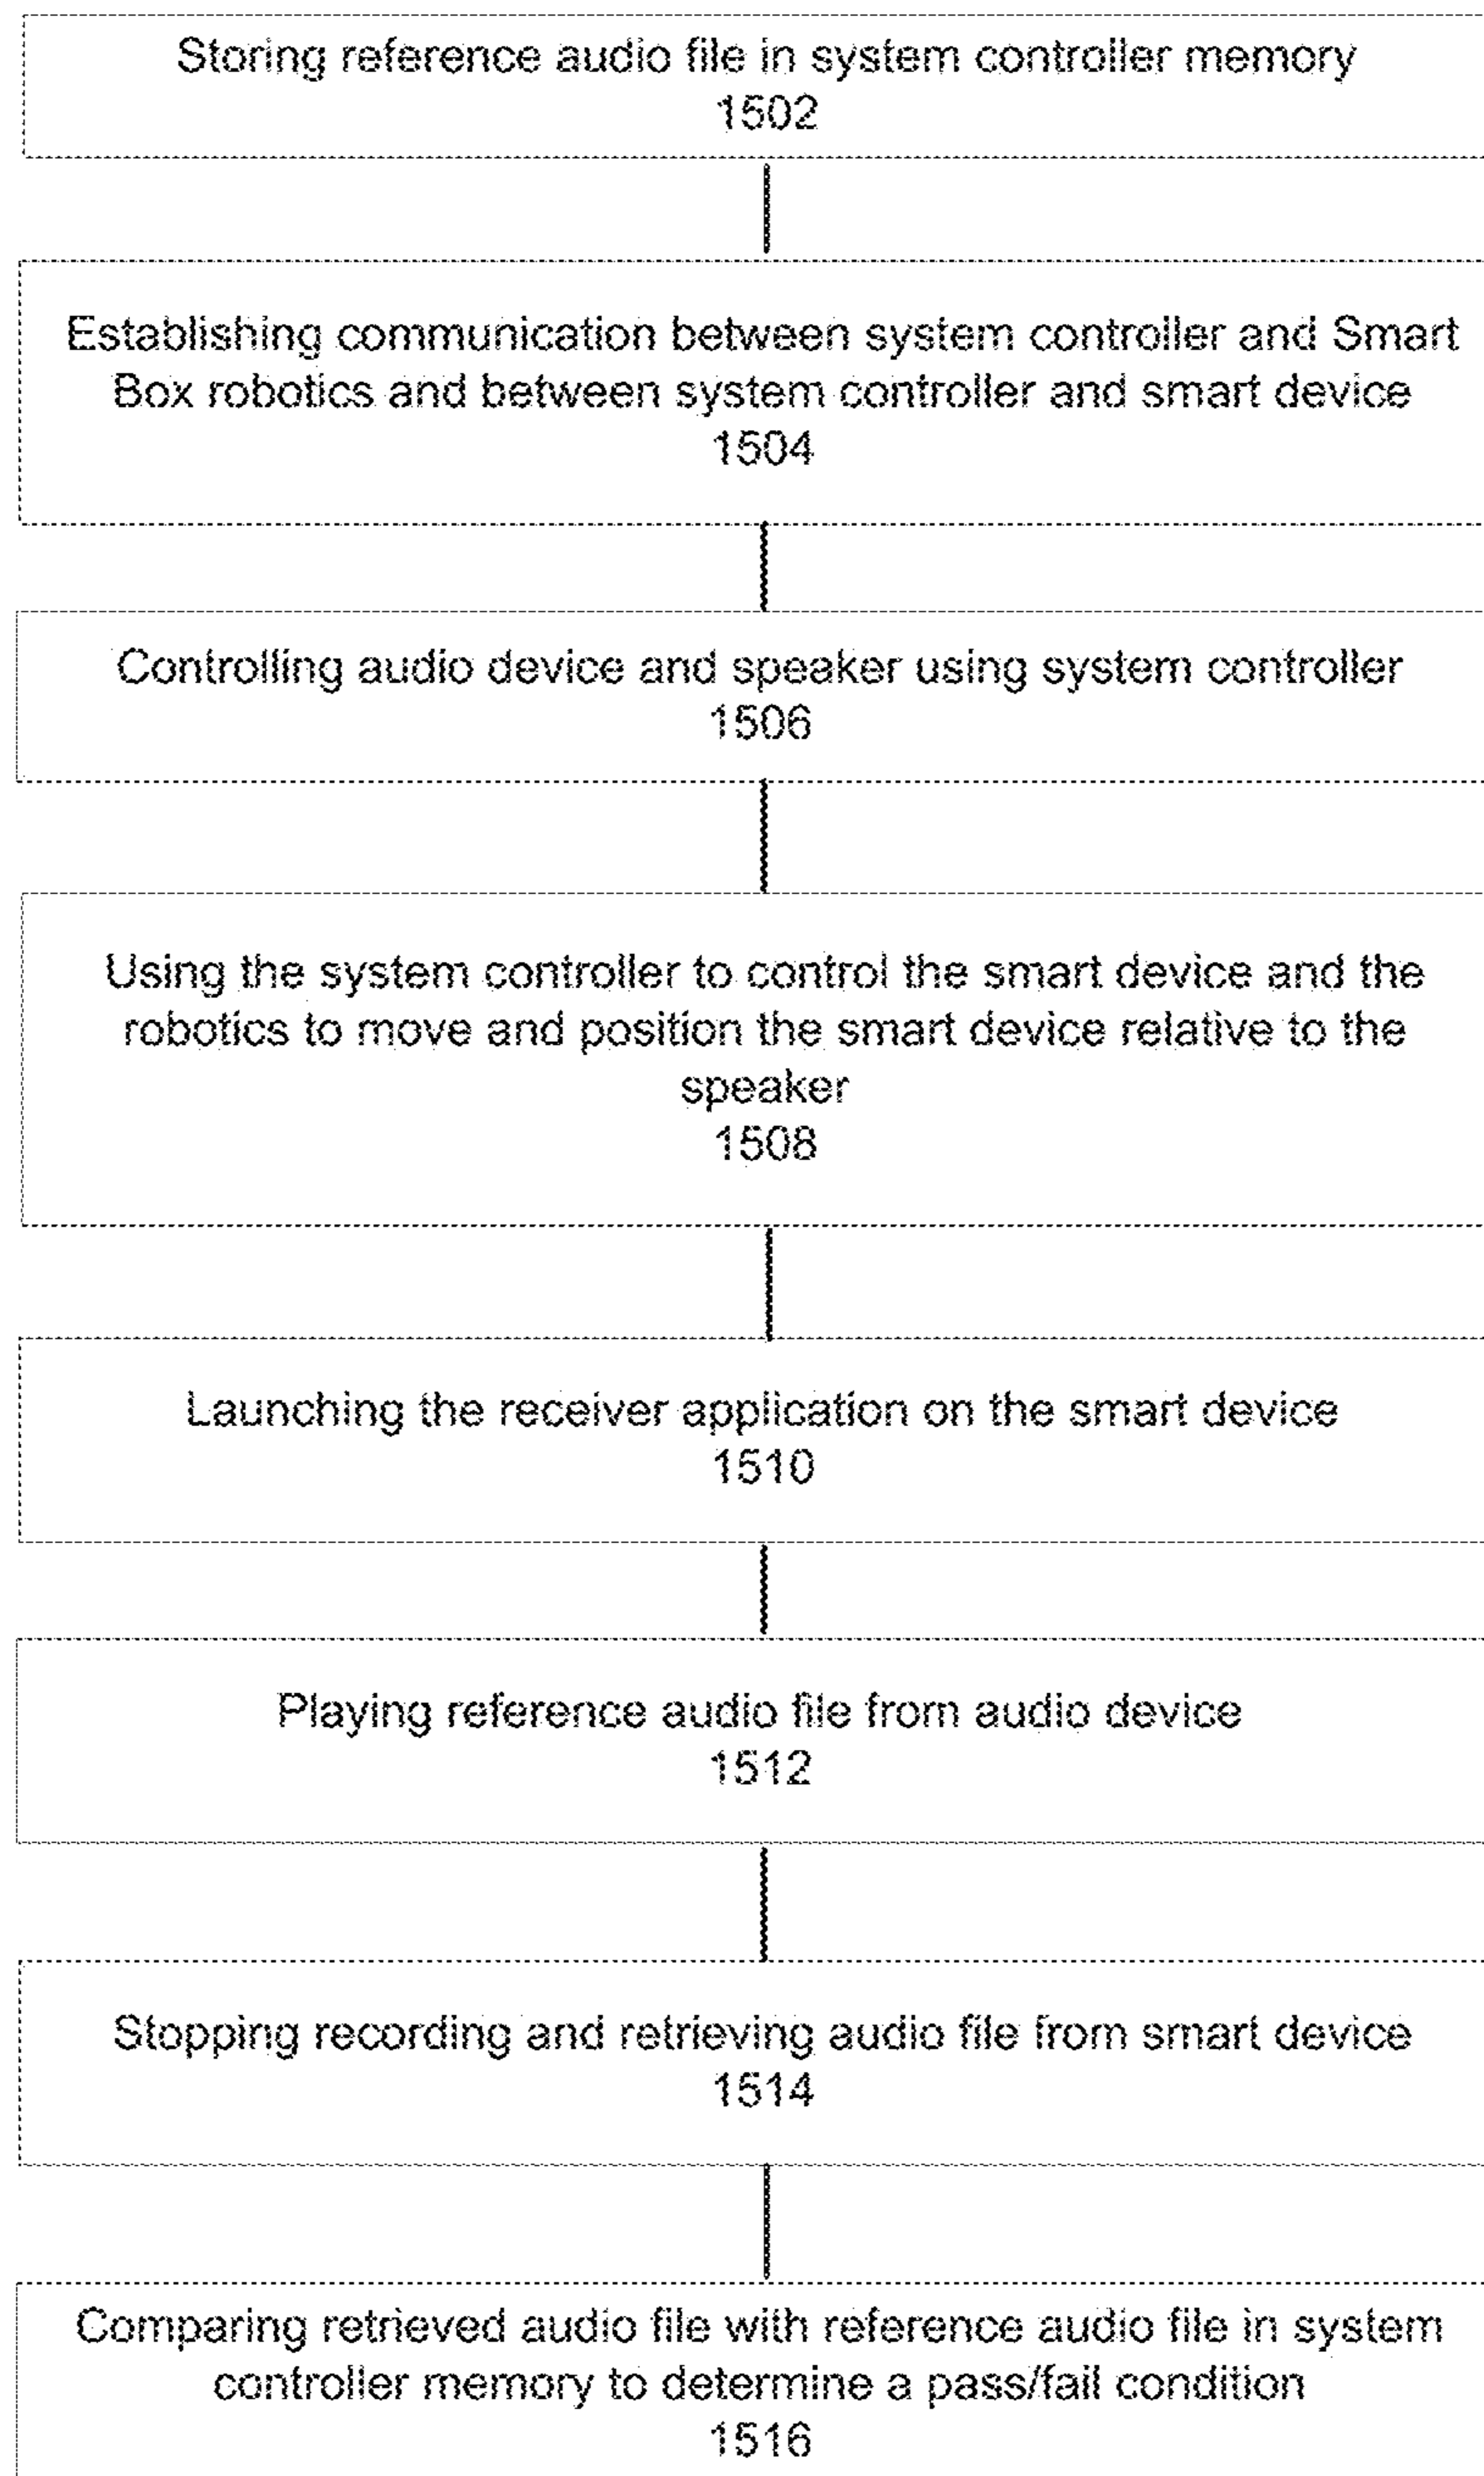 Storing reference audio file in system controller memory
1502
Establishing communication between system controller and Smart
Box robotics and between system controller and smart device
1504
Controlling audio device and speaker using system controller
1506
Using the system controller to control the smart device and the
robotics to move and position the smart device relative to the
speaker
1508
Launching the receiver application on the smart device
1510
Playing reference audio file from audio device
1512
Stopping recording and retrieving audio file from smart device
1514
Comparing retrieved audio file with reference audio file in system
controller memory to determine a pass/fail condition
1516